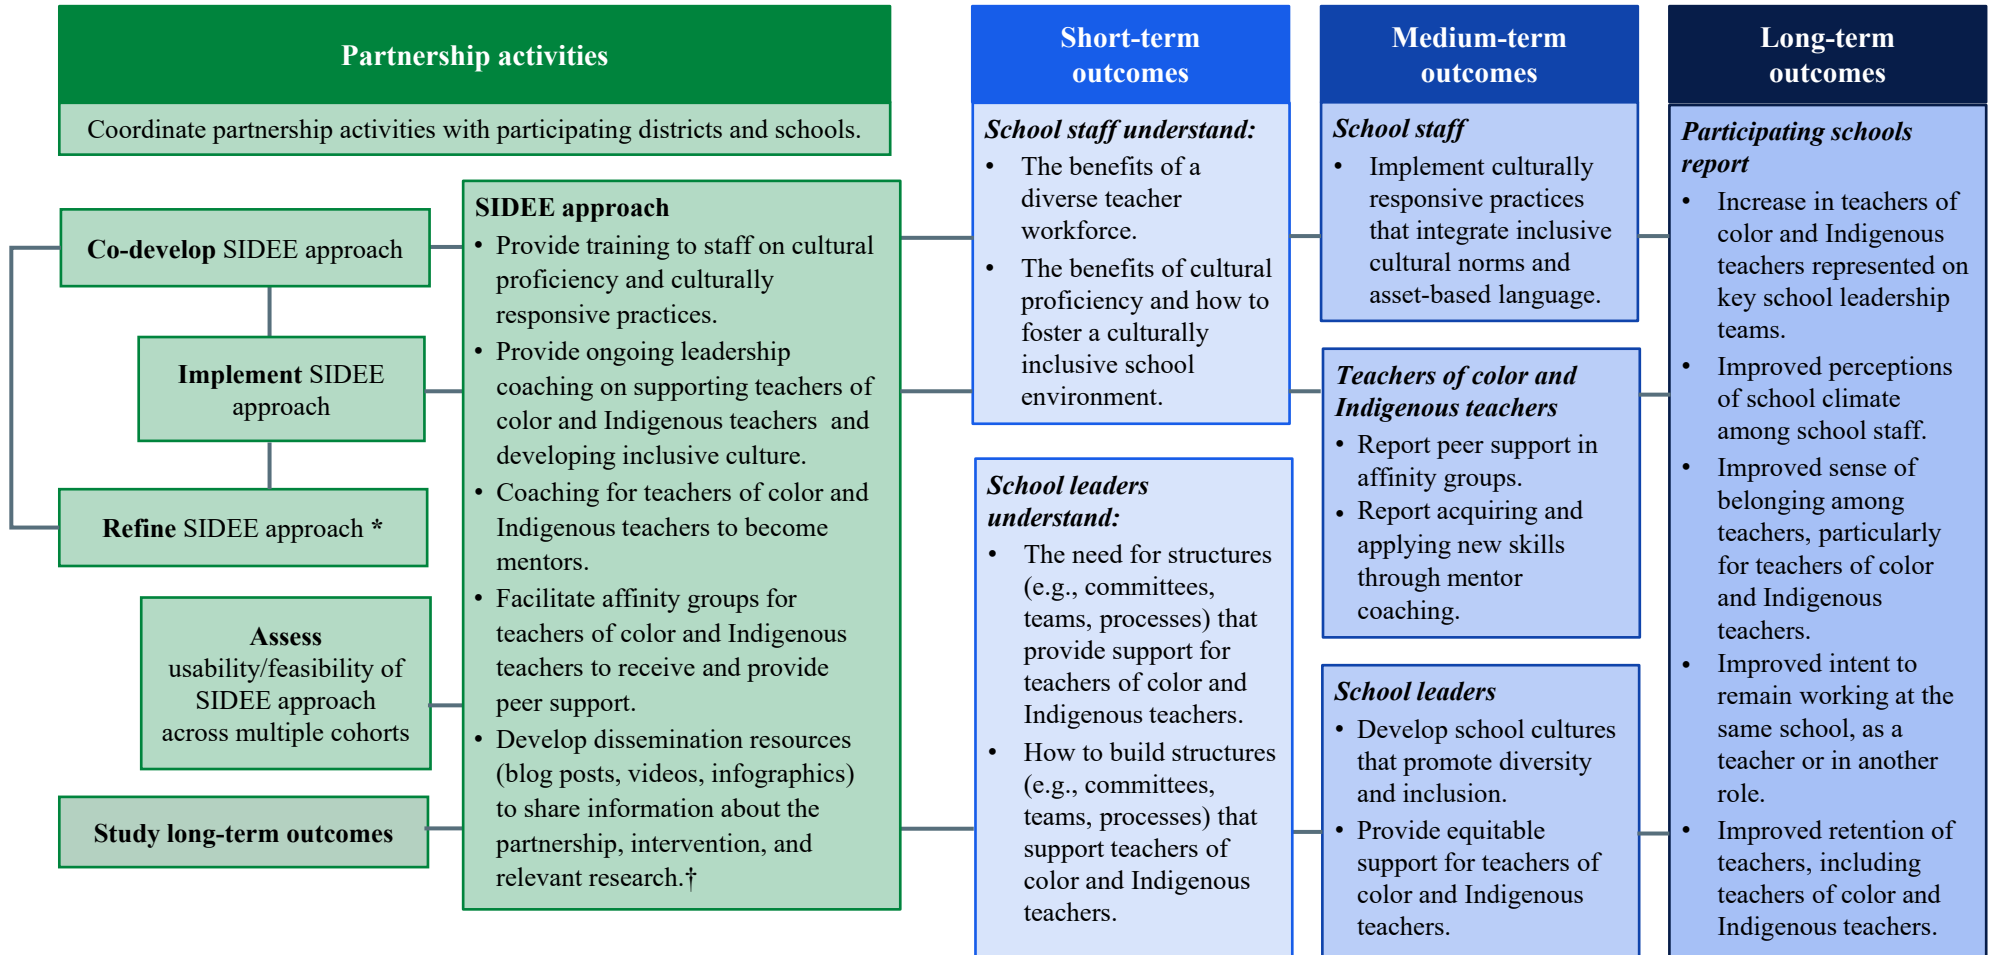 Partnership activities
Coordinate partnership activities with participating districts and schools.
Co-develop SIDEE approach
Implement SIDEE
approach
Refine SIDEE approach *
Assess
usability/feasibility of
SIDEE approach
across multiple cohorts
Study long-term outcomes
SIDEE approach
• Provide training to staff on cultural
proficiency and culturally
responsive practices.
• Provide ongoing leadership
coaching on supporting teachers of
color and Indigenous teachers and
developing inclusive culture.
• Coaching for teachers of color and
Indigenous teachers to become
mentors.
• Facilitate affinity groups for
teachers of color and Indigenous
teachers to receive and provide
peer support.
• Develop dissemination resources
(blog posts, videos, infographics)
to share information about the
partnership, intervention, and
relevant research.†
Short-term
outcomes
School staff understand:
• The benefits of a
diverse teacher
workforce.
• The benefits of cultural
proficiency and how to
foster a culturally
inclusive school
environment.
School leaders
understand:
• The need for structures
(e.g., committees,
teams, processes) that
provide support for
teachers of color and
Indigenous teachers.
• How to build structures
(e.g., committees,
teams, processes) that
support teachers of
color and Indigenous
teachers.
Medium-term
outcomes
School staff
• Implement culturally
responsive practices
that integrate inclusive
cultural norms and
asset-based language.
Teachers of color and
Indigenous teachers
• Report peer support in
affinity groups.
• Report acquiring and
applying new skills
through mentor
coaching.
School leaders
• Develop school cultures
that promote diversity
and inclusion.
• Provide equitable
support for teachers of
color and Indigenous
teachers.
Long-term
outcomes
Participating schools
report
• Increase in teachers of
color and Indigenous
teachers represented on
key school leadership
teams.
• Improved perceptions
of school climate
among school staff.
• Improved sense of
belonging among
teachers, particularly
for teachers of color
and Indigenous
teachers.
• Improved intent to
remain working at the
same school, as a
teacher or in another
role.
• Improved retention of
teachers, including
teachers of color and
Indigenous teachers.